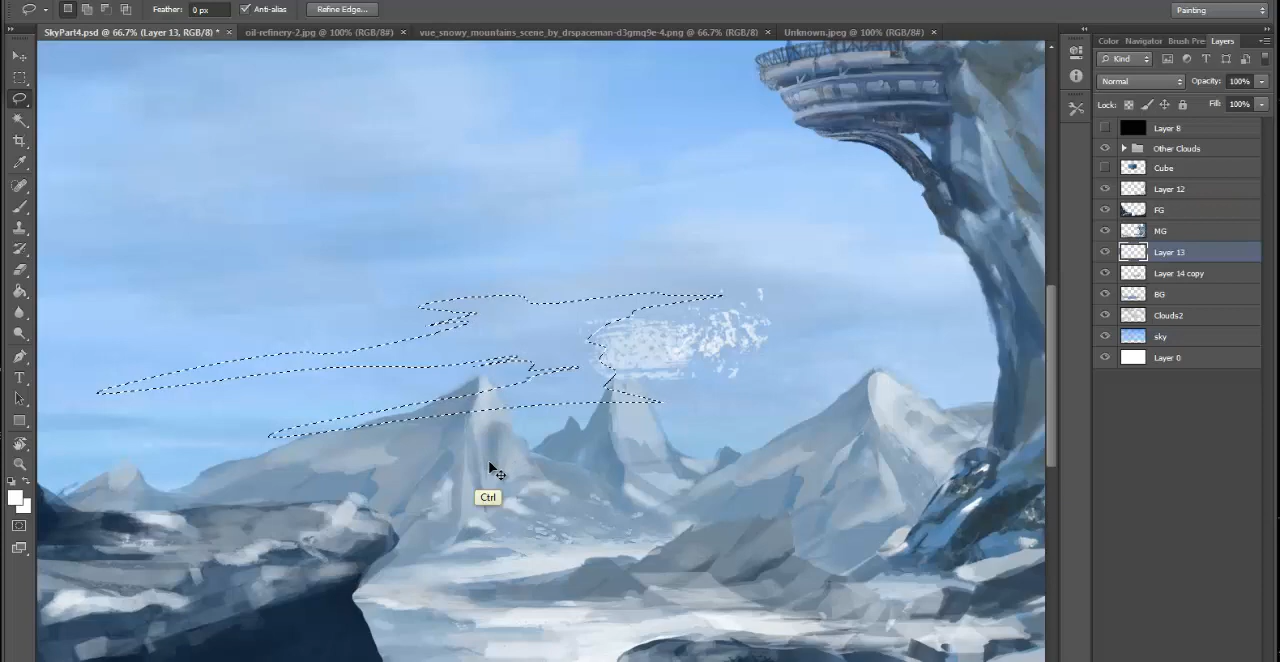 Feather: 0 px Anti-alias Refine Edge... Painting
SkyPart4.psd @ 66.7% (Layer 13, RGB/8) * × oil-refinery-2.jpg @ 100% (RGB/8#) × vue_snowy_mountains_scene_by_drspaceman-d3gmq9e-4.png @ 66.7% (RGB/8) × Unknown.jpeg @ 100% (RGB/8#) ×
Color Navigator Brush Pre Layers
Kind
Normal Opacity: 100%
Lock: Fill: 100%
Layer 8
Other Clouds
Cube
Layer 12
FG
MG
Layer 13
Layer 14 copy
BG
Clouds2
sky
Layer 0
Ctrl